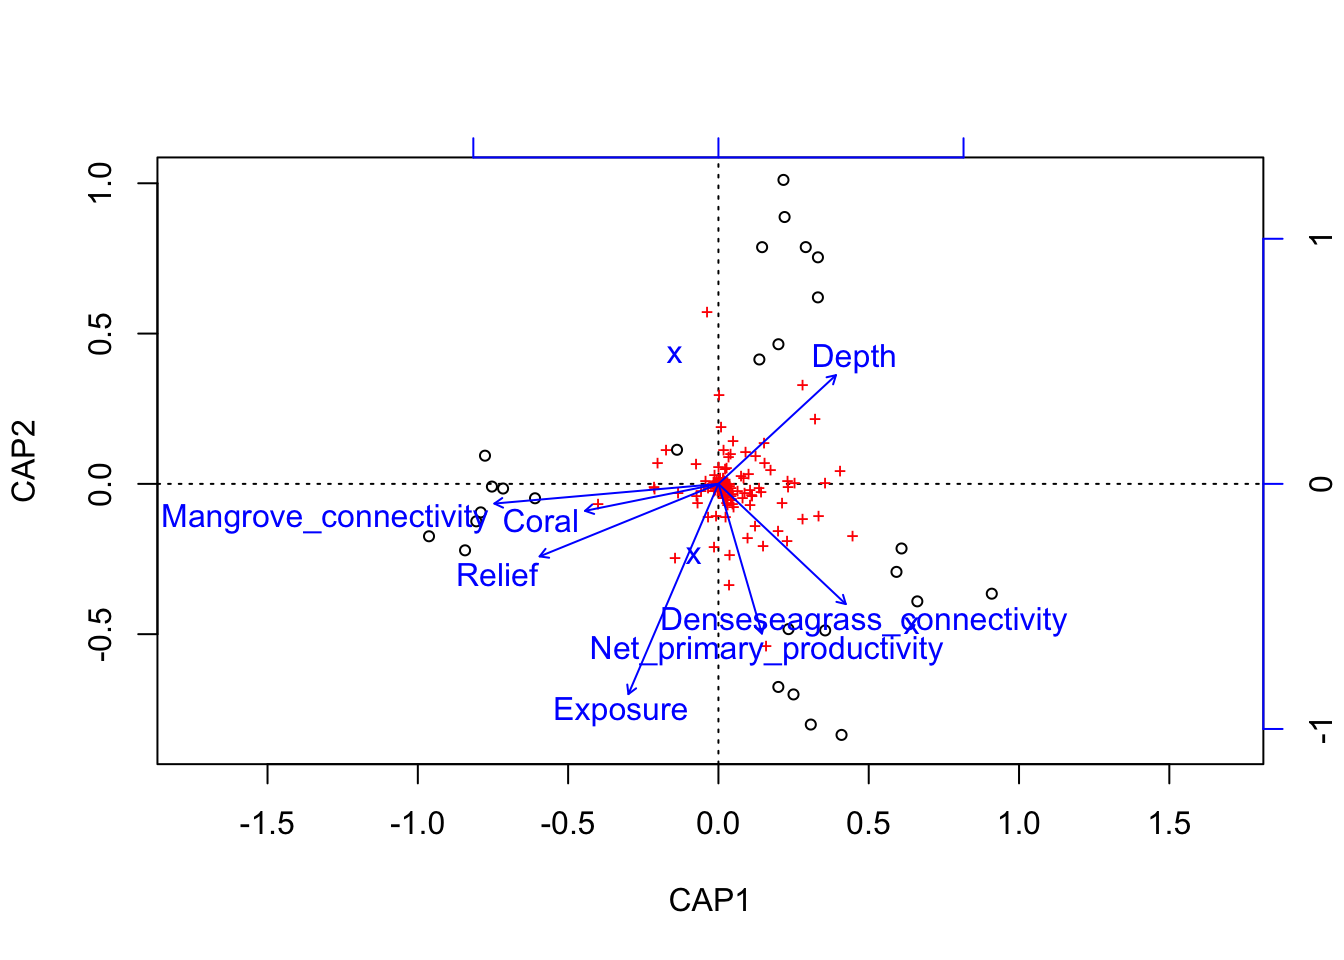 1.0
0.5
0.0
-0.5
CAP2
1
0
-1
x
Depth
Mangrove_connectivity
Coral
x
Relief
Denseseagrass_connectivity
x
Net_primary_productivity
Exposure
-1.5 -1.0 -0.5 0.0 0.5 1.0 1.5
CAP1